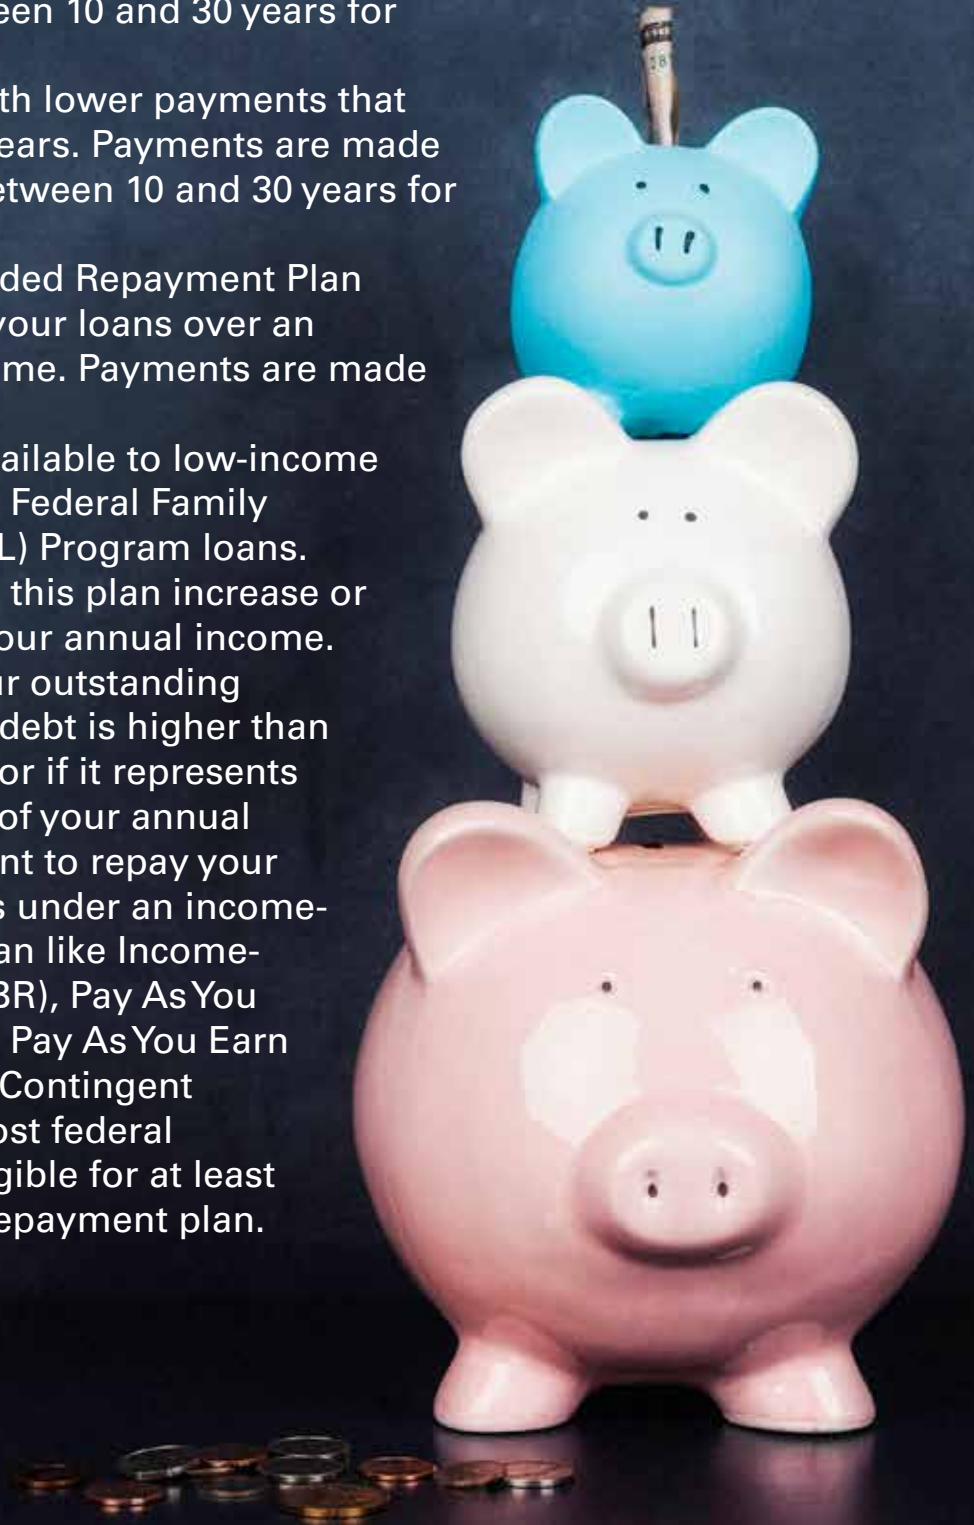 een 10 and 30 years for
th lower payments that
ears. Payments are made
etween 10 and 30 years for
ded Repayment Plan
your loans over an
me. Payments are made
ailable to low-income
Federal Family
L) Program loans.
this plan increase or
our annual income.
ur outstanding
debt is higher than
or if it represents
of your annual
nt to repay your
s under an income-
an like Income-
BR), Pay As You
Pay As You Earn
Contingent
ost federal
gible for at least
epayment plan.